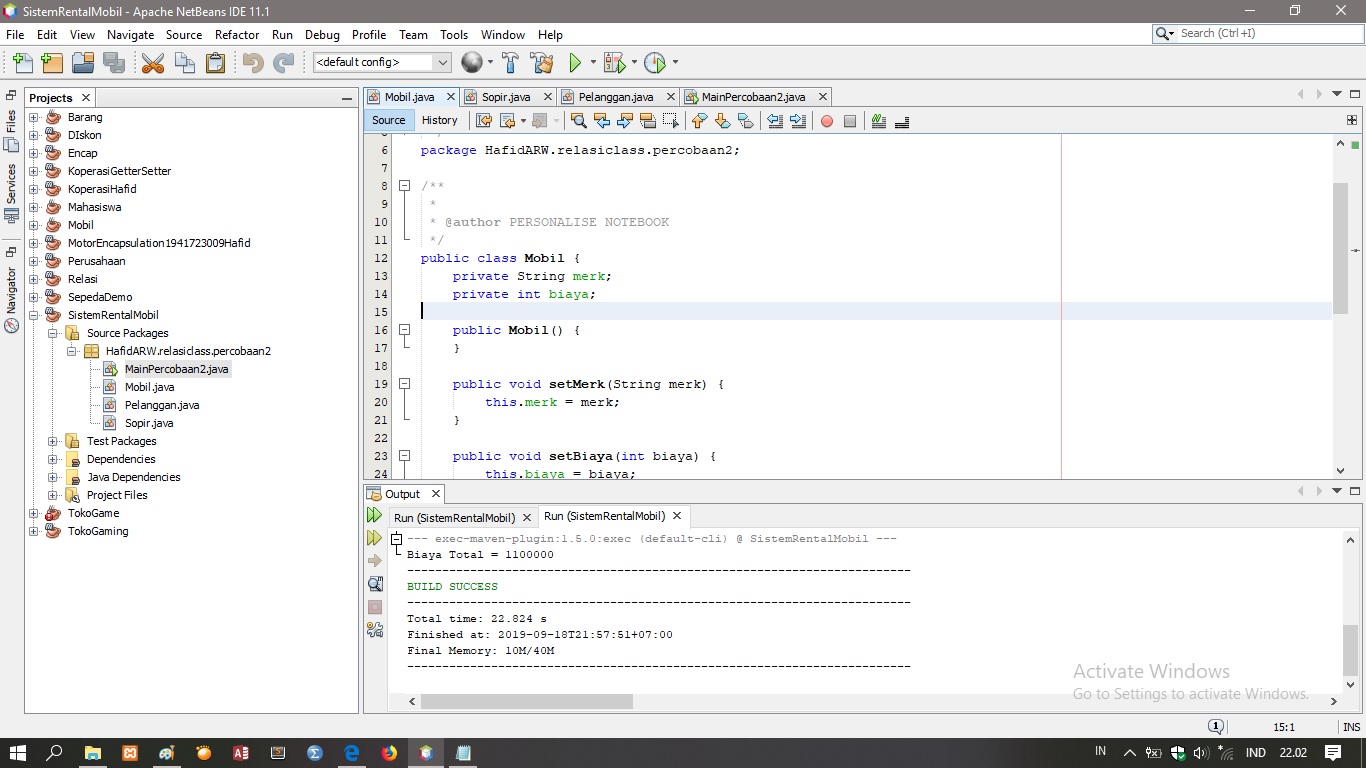 SistemRentalMobil - Apache NetBeans IDE 11.1
File Edit View Navigate Source Refactor Run Debug Profile Team Tools Window Help
Search (Ctrl+I)
<default config>
Files
Services
Navigator
Projects
Barang
DIskon
Encap
KoperasiGetterSetter
KoperasiHafid
Mahasiswa
Mobil
MotorEncapsulation1941723009Hafid
Perusahaan
Relasi
SepedaDemo
SistemRentalMobil
Source Packages
HafidARW.relasiclass.percobaan2
MainPercobaan2.java
Mobil.java
Pelanggan.java
Sopir.java
Test Packages
Dependencies
Java Dependencies
Project Files
TokoGame
TokoGaming
Mobil.java Sopir.java Pelanggan.java MainPercobaan2.java
Source History
6 package HafidARW.relasiclass.percobaan2;
7
8 /**
9 *
10 * @author PERSONALISE NOTEBOOK
11 */
12 public class Mobil {
13 private String merk;
14 private int biaya;
15
16 public Mobil() {
17 }
18
19 public void setMerk(String merk) {
20 this.merk = merk;
21 }
22
23 public void setBiaya(int biaya) {
24 this.biaya = biaya;
Output
Run (SistemRentalMobil) Run (SistemRentalMobil)
--- exec-maven-plugin:1.5.0:exec (default-cli) @ SistemRentalMobil ---
Biaya Total = 1100000
------------------------------------------------------------------------
BUILD SUCCESS
------------------------------------------------------------------------
Total time: 22.824 s
Finished at: 2019-09-18T21:57:51+07:00
Final Memory: 10M/40M
------------------------------------------------------------------------
Activate Windows
Go to Settings to activate Windows.
1 15:1 INS
IN IND 22.02